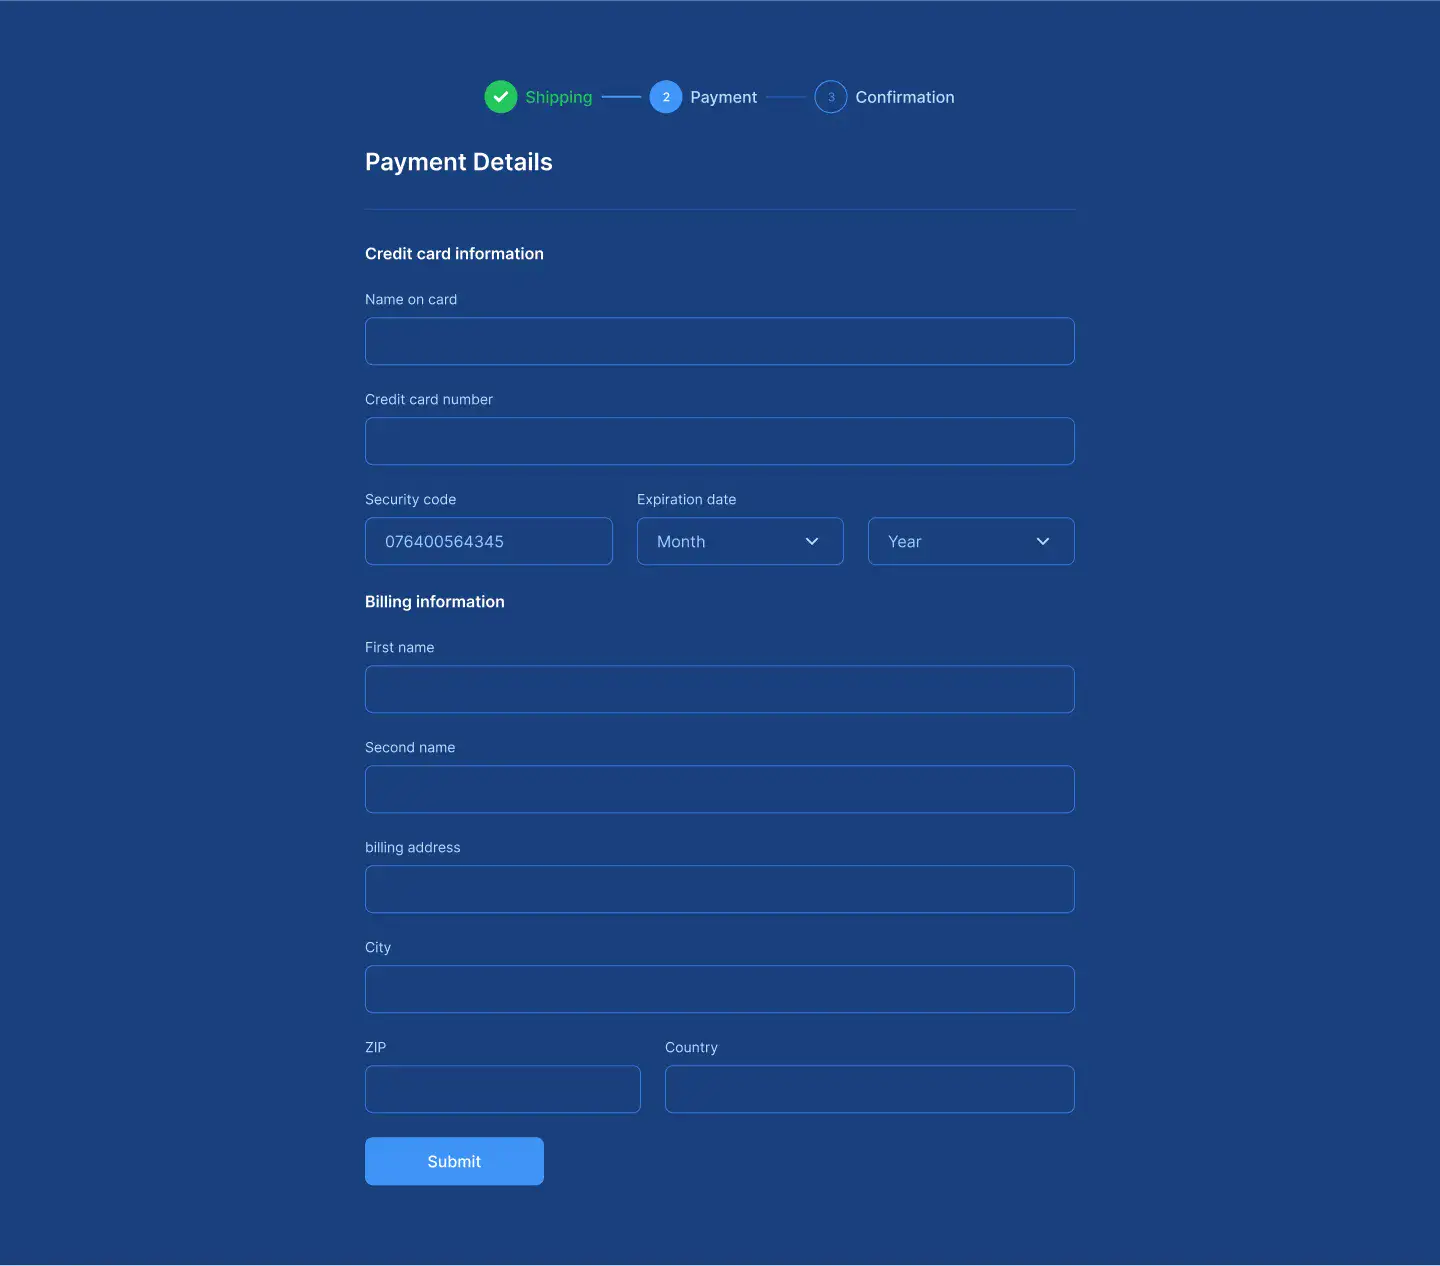 Shipping 2 Payment 3 Confirmation
Payment Details
Credit card information
Name on card
Credit card number
Security code Expiration date
076400564345 Month Year
Billing information
First name
Second name
billing address
City
ZIP Country
Submit